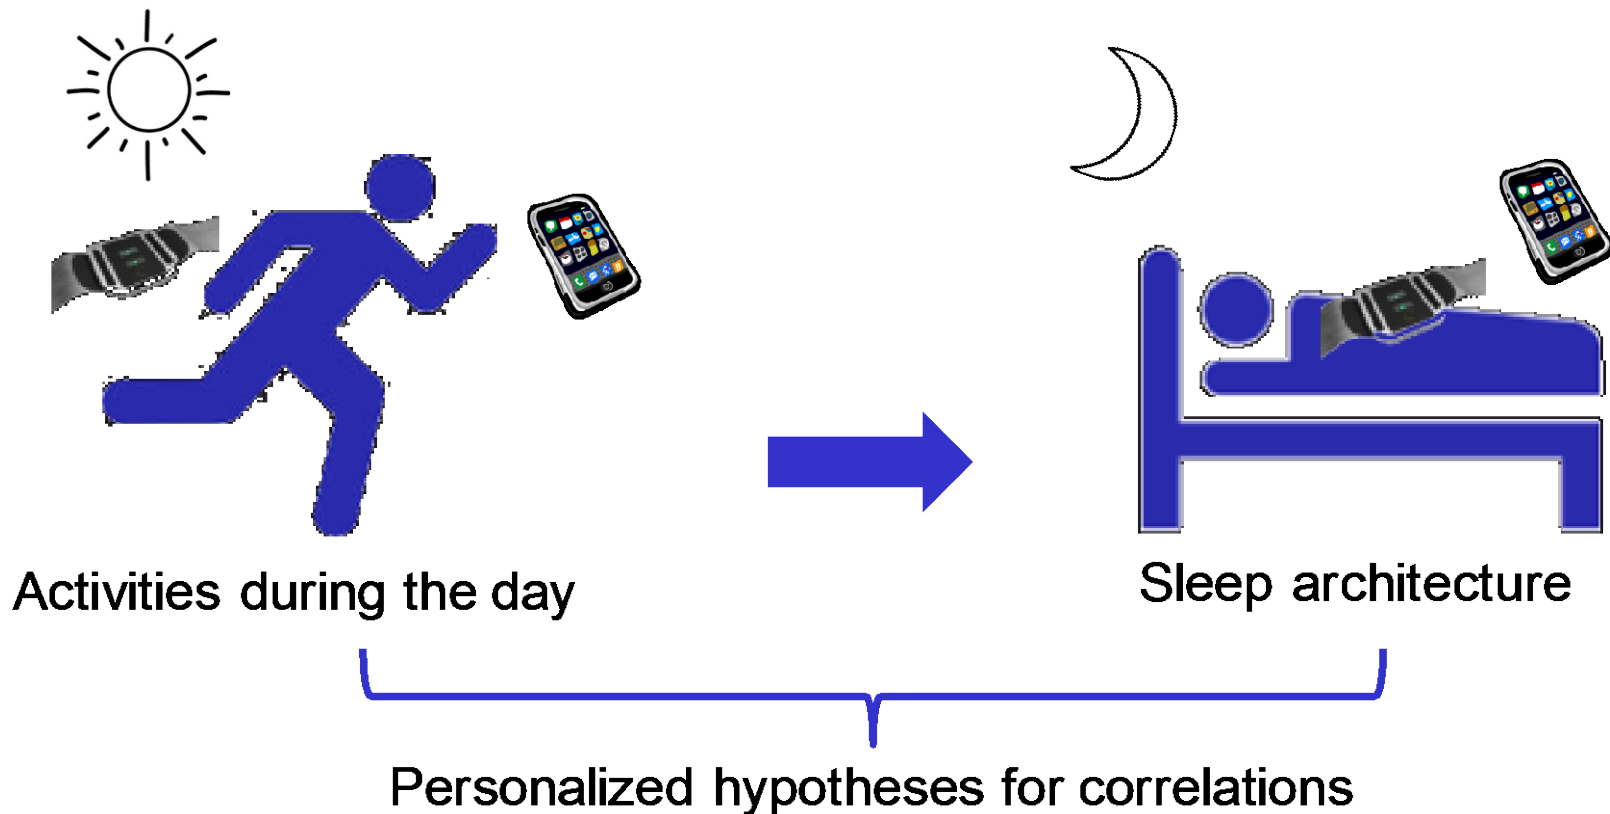 Activities during the day
Sleep architecture
Personalized hypotheses for correlations